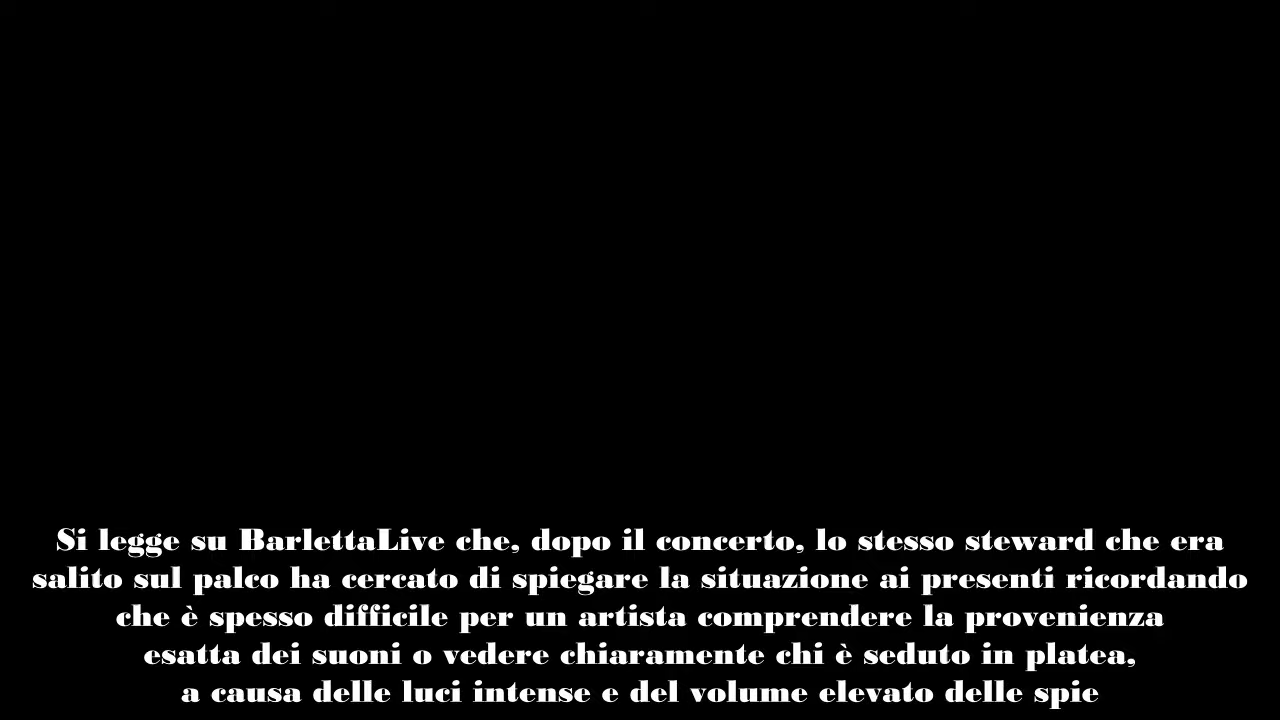 Si legge su BarlettaLive che, dopo il concerto, lo stesso steward che era
salito sul palco ha cercato di spiegare la situazione ai presenti ricordando
che è spesso difficile per un artista comprendere la provenienza
esatta dei suoni o vedere chiaramente chi è seduto in platea,
a causa delle luci intense e del volume elevato delle spie